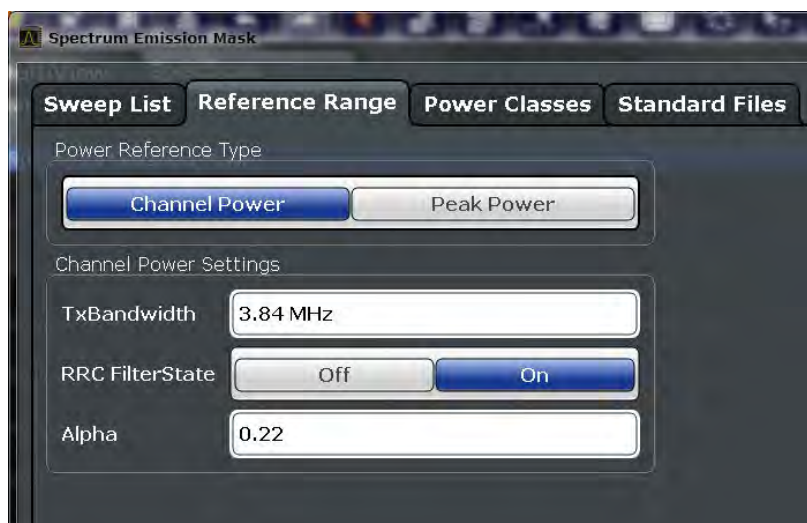 Spectrum Emission Mask
Sweep List Reference Range Power Classes Standard Files
Power Reference Type
Channel Power Peak Power
Channel Power Settings
TxBandwidth 3.84 MHz
RRC FilterState Off On
Alpha 0.22